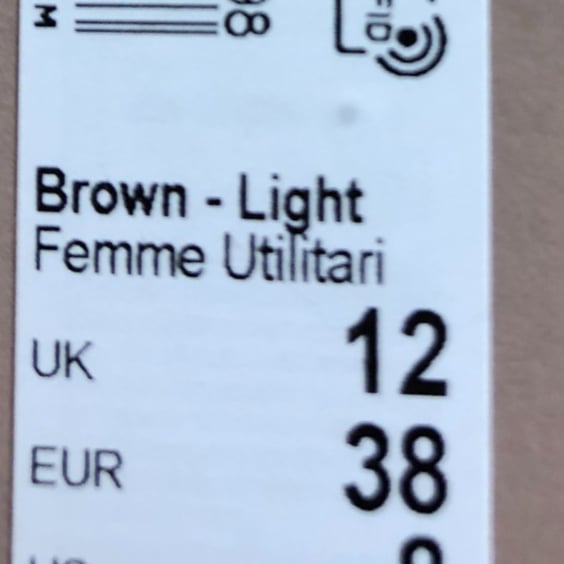 M
Brown - Light
Femme Utilitari
UK 12
EUR 38